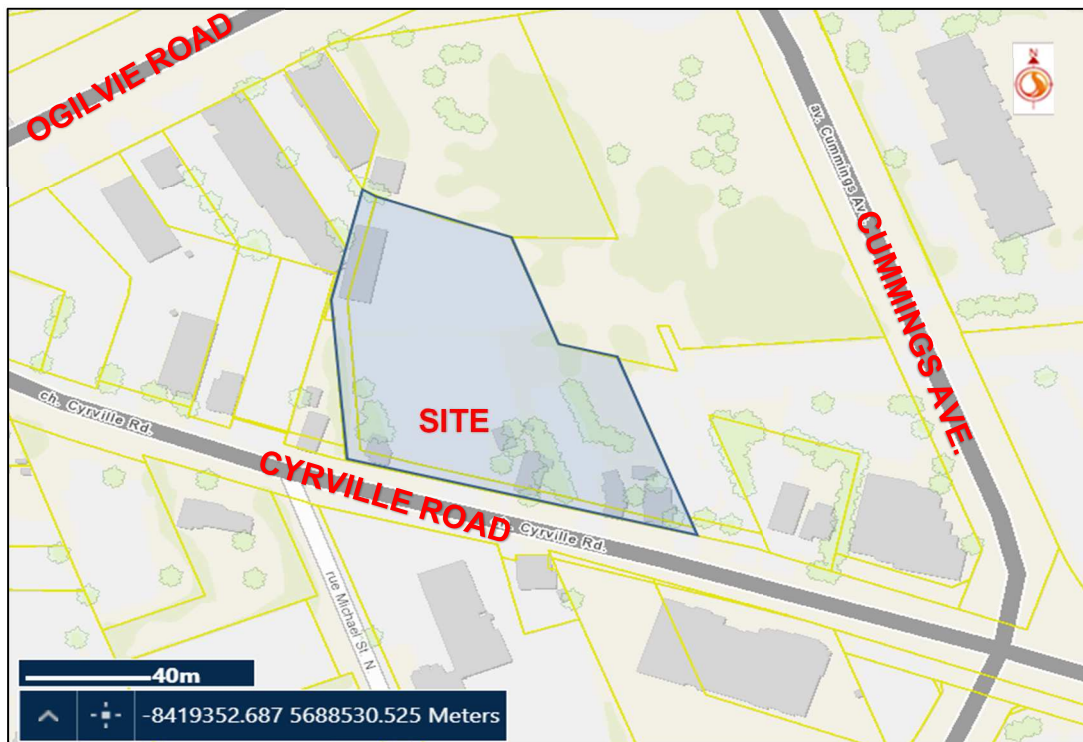 OGILVIE ROAD
N
av. Cummings Av
CUMMINGS AVE.
SITE
ch. Cyrville Rd.
CYRVILLE ROAD
Cyrville Rd.
rue Michael St N
40m
-8419352.687 5688530.525 Meters